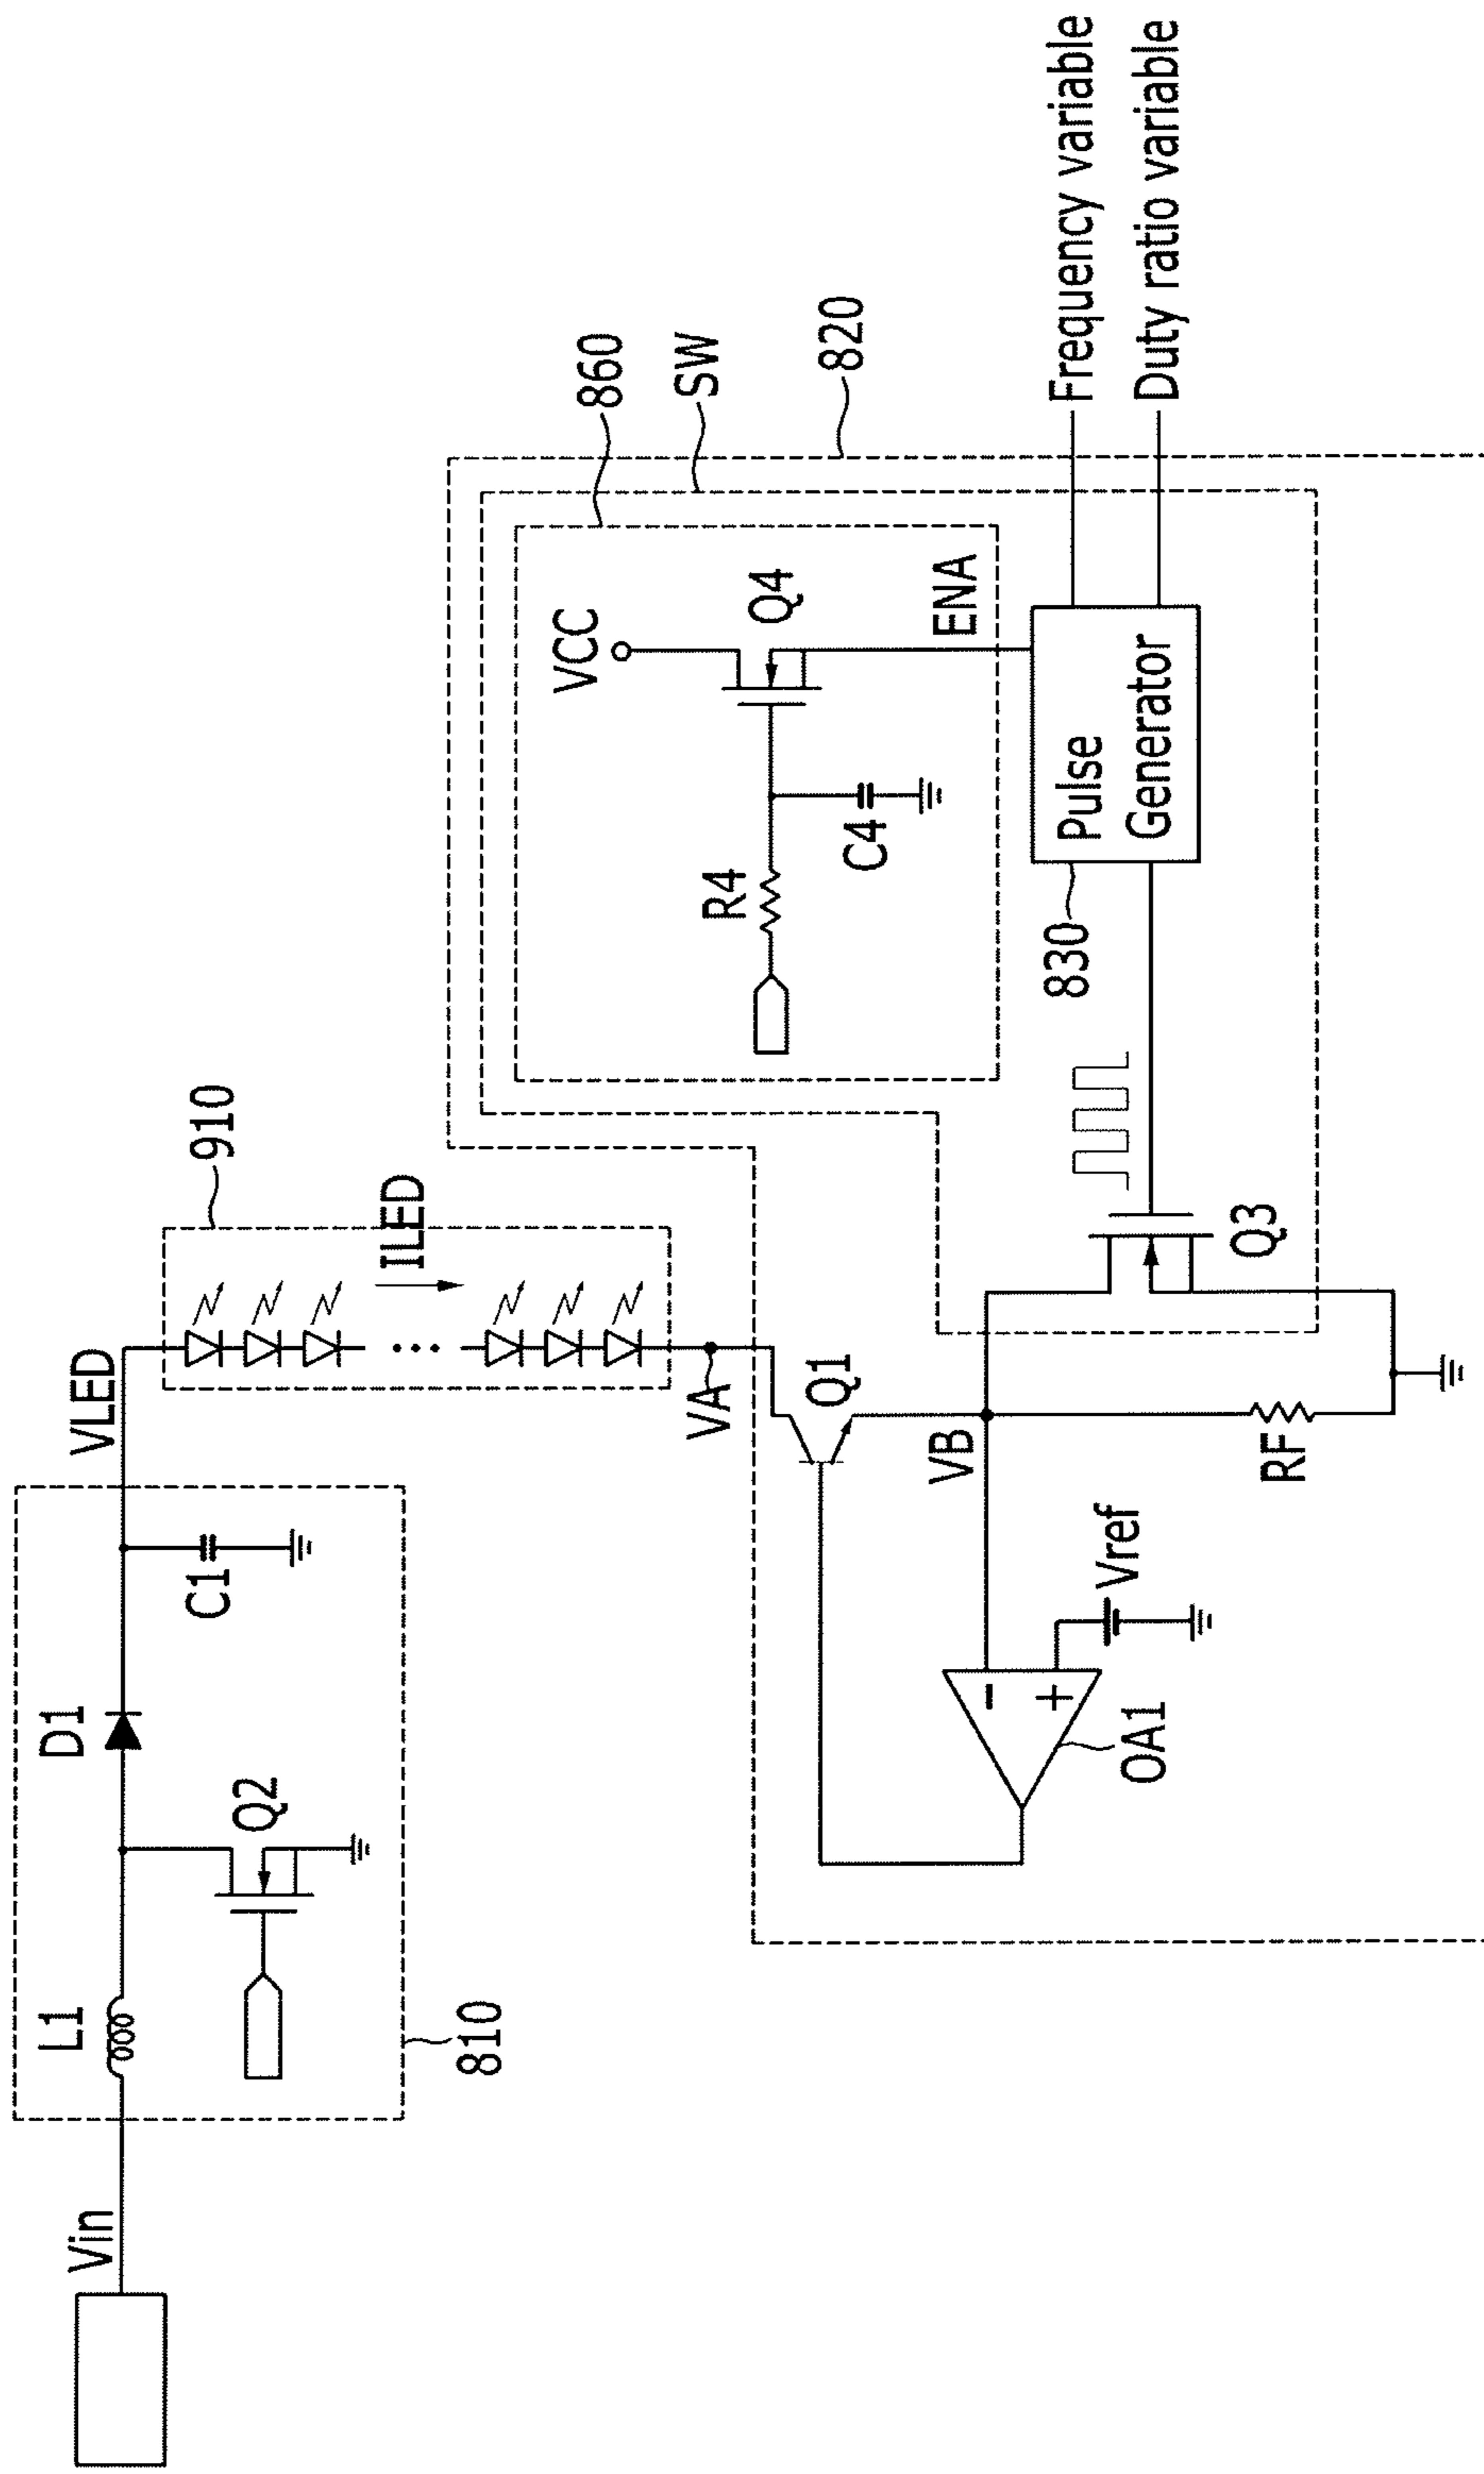 Vin
L1
D1
VLED
Q2
C1
810
910
ILED
VA
Q1
860
SW
820
VCC
Q4
R4
C4
ENA
VB
OA1
-
+
Vref
RF
Q3
830
Pulse
Generator
Frequency variable
Duty ratio variable